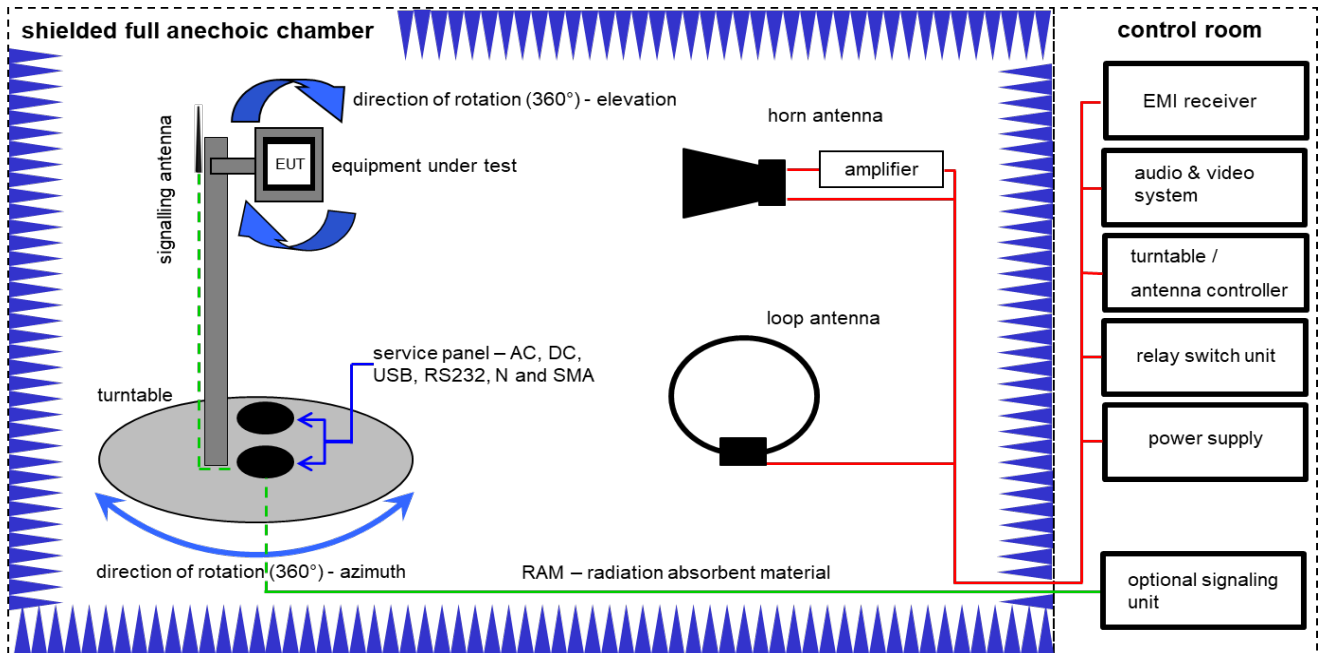 shielded full anechoic chamber
control room
direction of rotation (360°) - elevation
signalling antenna
EUT
equipment under test
horn antenna
amplifier
EMI receiver
audio & video
system
turntable /
antenna controller
relay switch unit
power supply
loop antenna
service panel – AC, DC,
USB, RS232, N and SMA
turntable
direction of rotation (360°) - azimuth
RAM – radiation absorbent material
optional signaling
unit